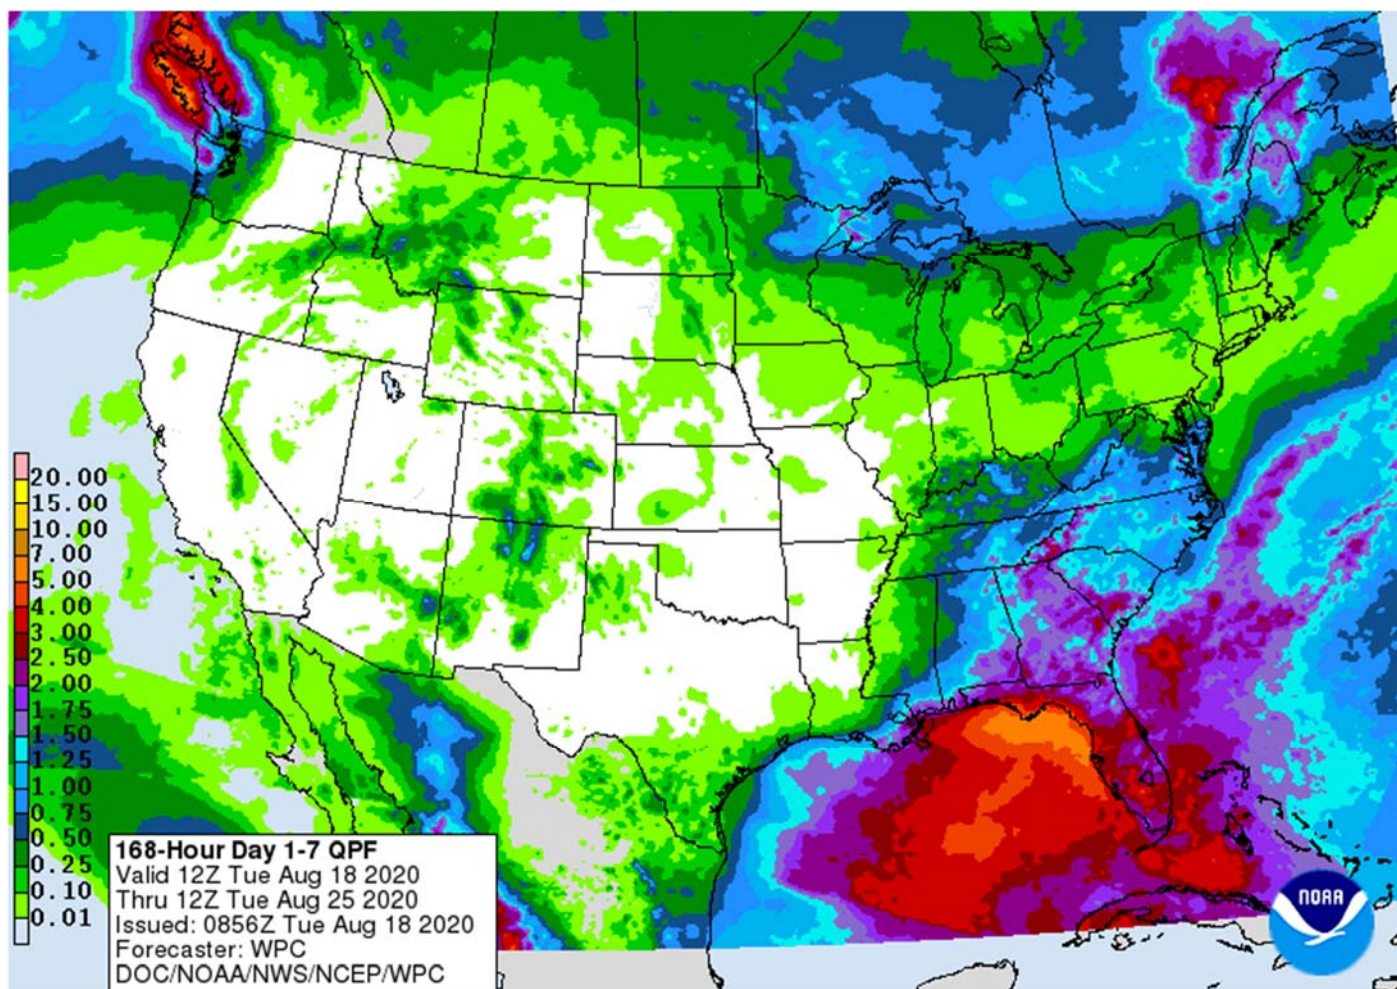 20.00
15.00
10.00
7.00
5.00
4.00
3.00
2.50
2.00
1.75
1.50
1.25
1.00
0.75
0.50
0.25
0.10
0.01
168-Hour Day 1-7 QPF
Valid 12Z Tue Aug 18 2020
Thru 12Z Tue Aug 25 2020
Issued: 0856Z Tue Aug 18 2020
Forecaster: WPC
DOC/NOAA/NWS/NCEP/WPC
NOAA